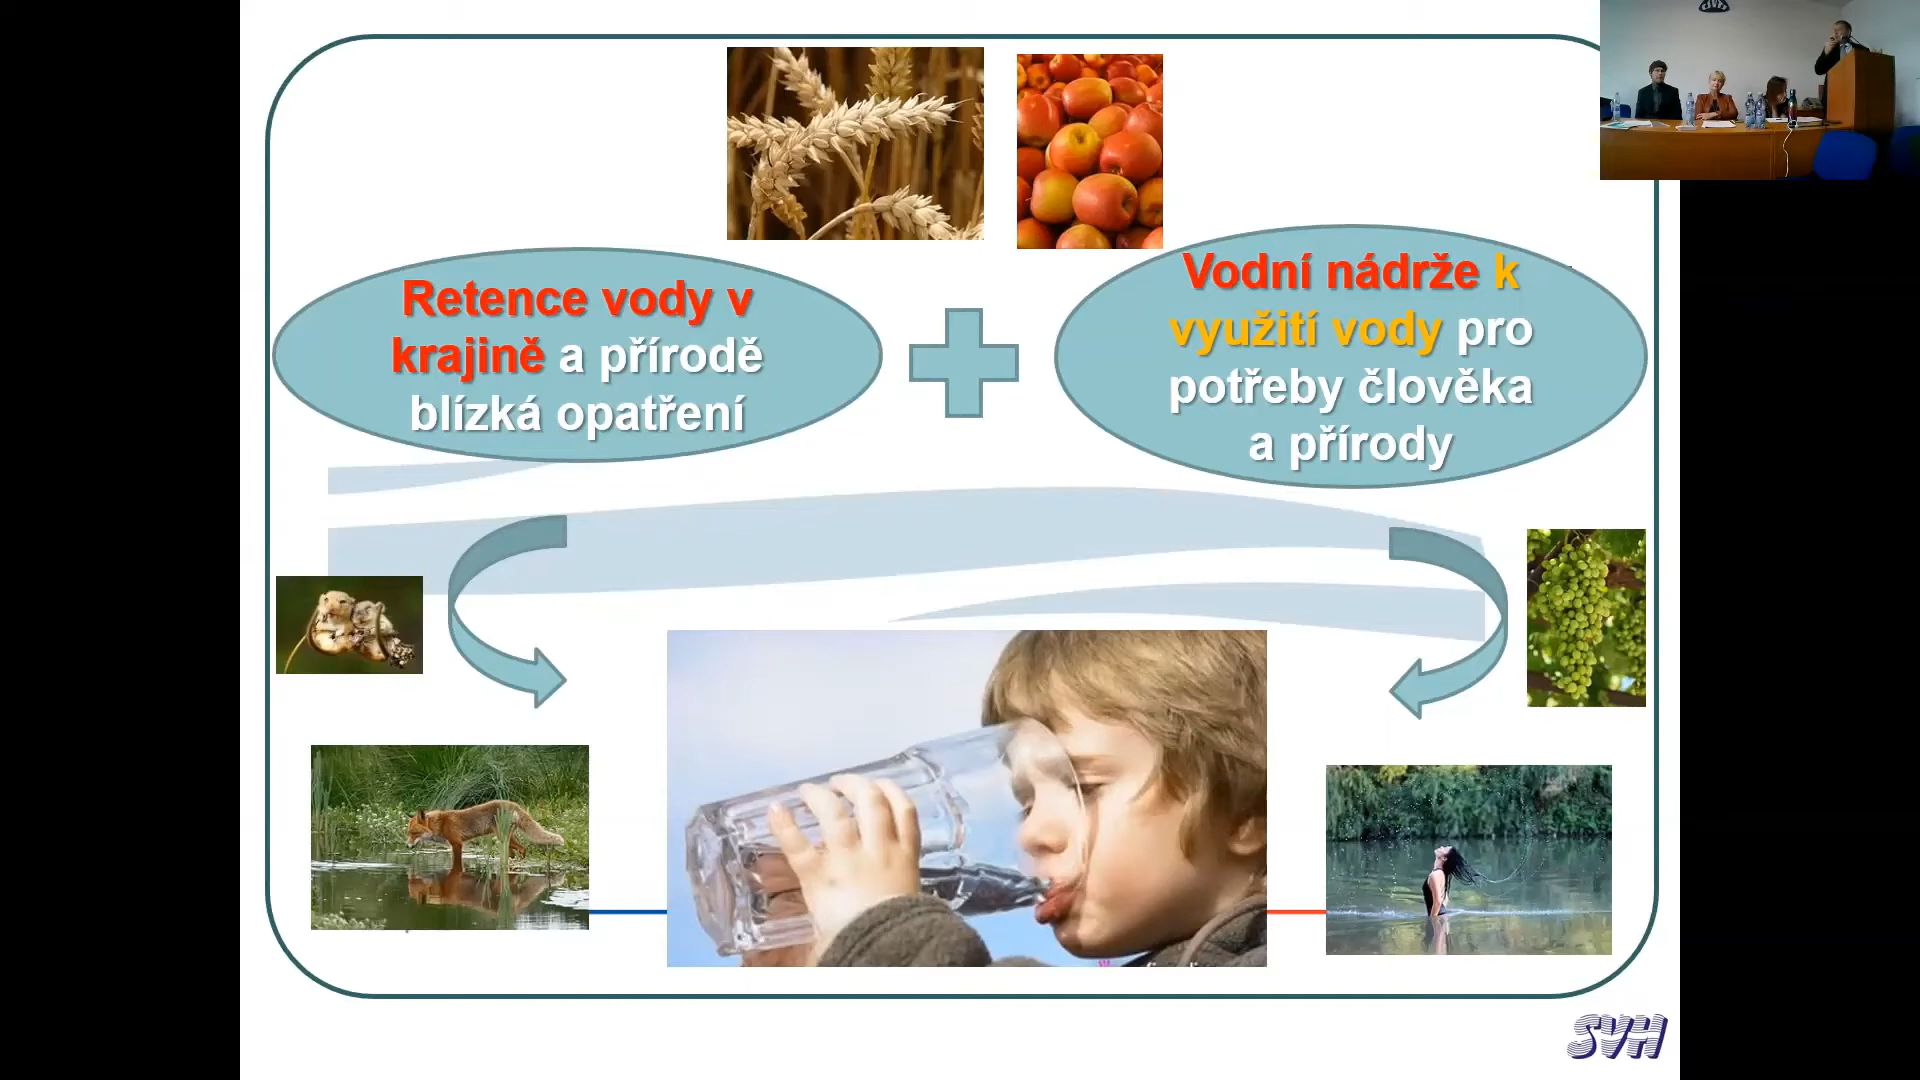 Retence vody v
krajině a přírodě
blízká opatření
Vodní nádrže k
využití vody pro
potřeby člověka
a přírody
SVH